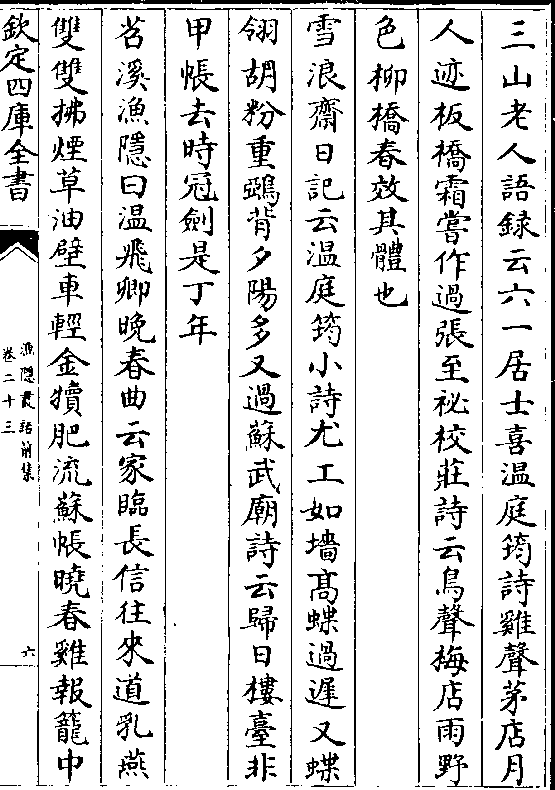 三山老人語録云六一居士喜温庭筠詩雞聲茅店月
人迹板橋霜嘗作過張至祕校莊詩云鳥聲梅店雨野
色柳橋春效其體也
雪浪齋日記云温庭筠小詩尤工如墻髙蝶過遲又蝶
翎胡粉重鵶背夕陽多又過蘇武廟詩云歸日樓臺非
甲帳去時冠劍是丁年
苕溪漁隱曰温飛卿晚春曲云家臨長信往來道乳燕
雙雙拂煙草油壁車輕金犢肥流蘇帳曉春雞報籠中
欽定四庫全書
漁隱叢話前集
卷二十三
六